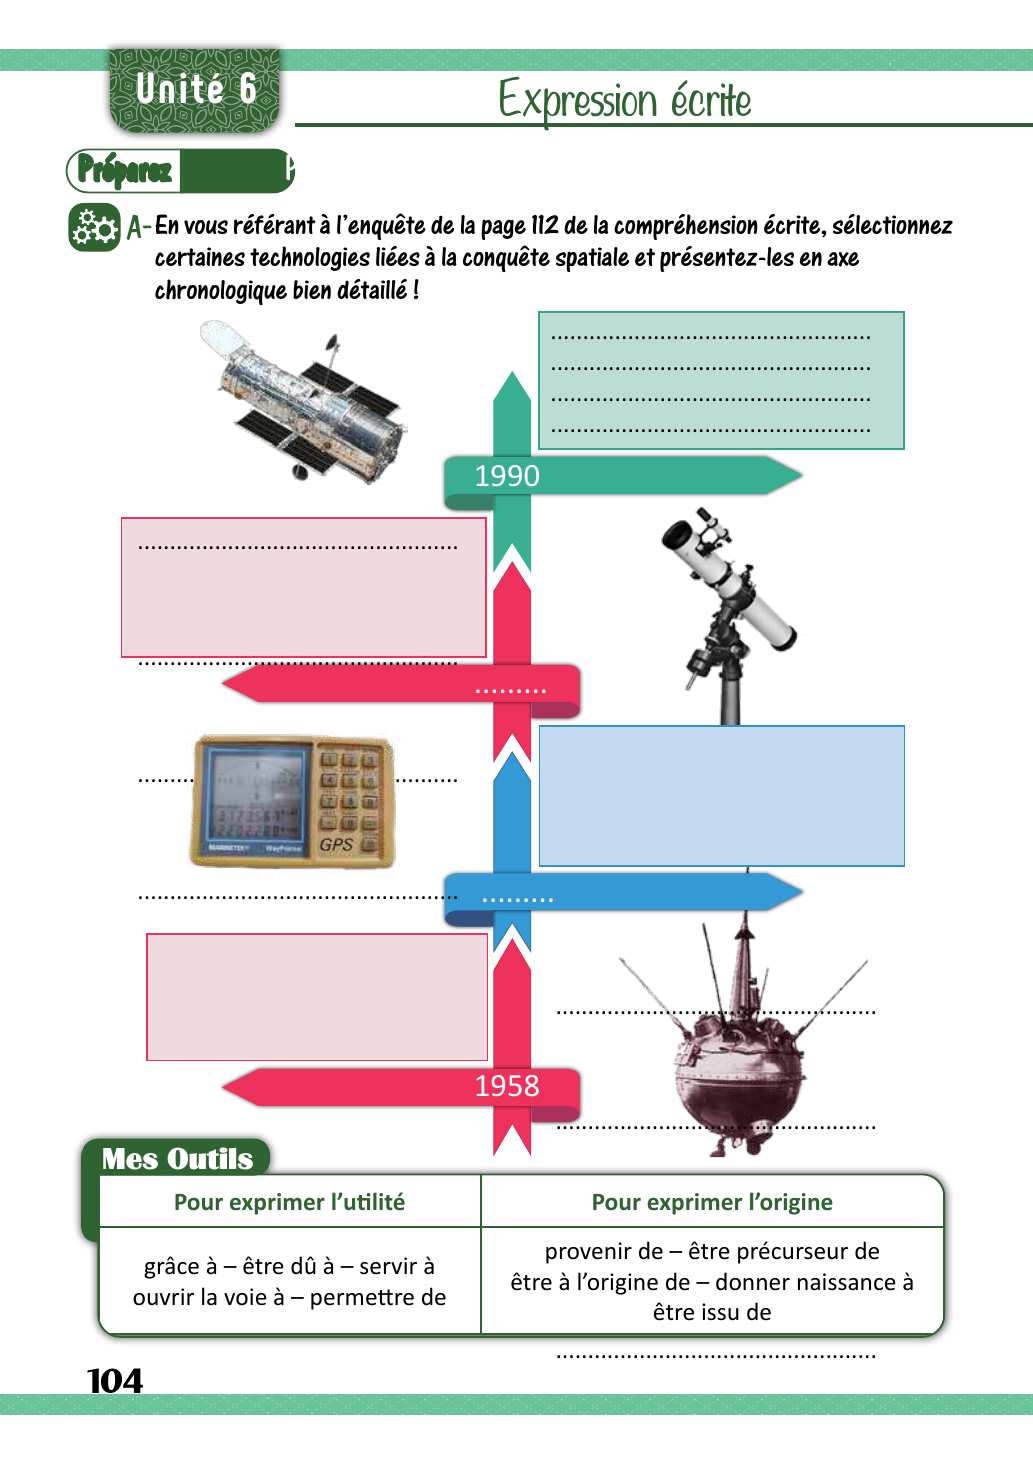 Unité 6
Expression écrite
Préparez
A- En vous référant à l’enquête de la page 112 de la compréhension écrite, sélectionnez
certaines technologies liées à la conquête spatiale et présentez-les en axe
chronologique bien détaillé !
..................................................
..................................................
..................................................
..................................................
1990
..................................................
..................................................
.........
GPS
..................................................
.........
..................................................
1958
..................................................
Mes Outils
Pour exprimer l’utilité
Pour exprimer l’origine
grâce à – être dû à – servir à
ouvrir la voie à – permettre de
provenir de – être précurseur de
être à l’origine de – donner naissance à
être issu de
..................................................
104